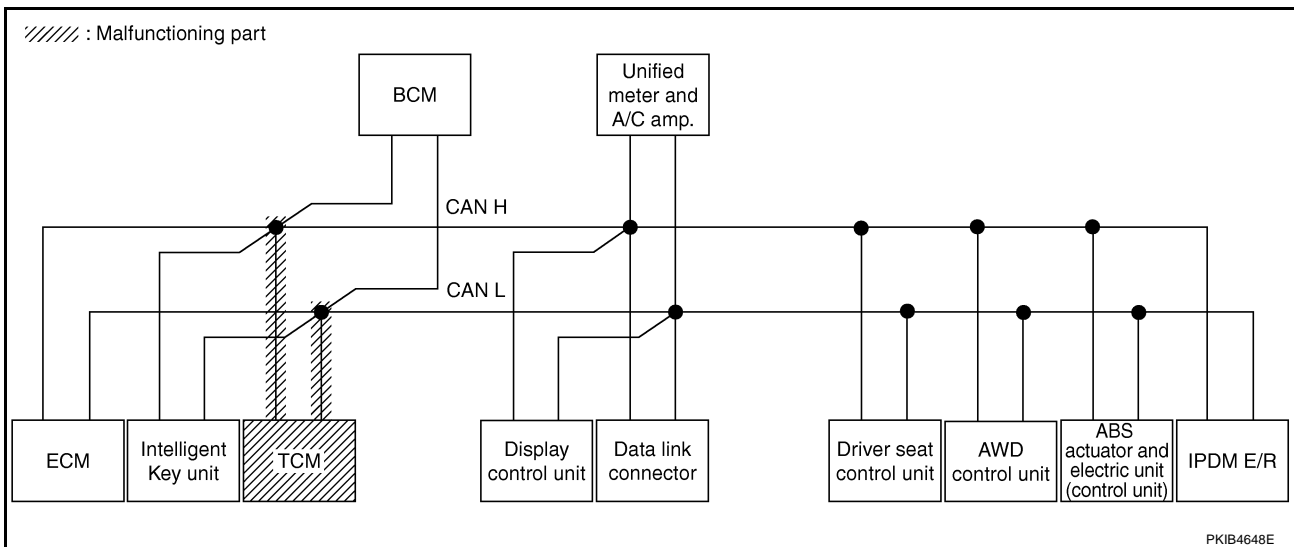 : Malfunctioning part
BCM
Unified
meter and
A/C amp.
CAN H
CAN L
ECM
Intelligent
Key unit
TCM
Display
control unit
Data link
connector
Driver seat
control unit
AWD
control unit
ABS
actuator and
electric unit
(control unit)
IPDM E/R
PKIB4648E